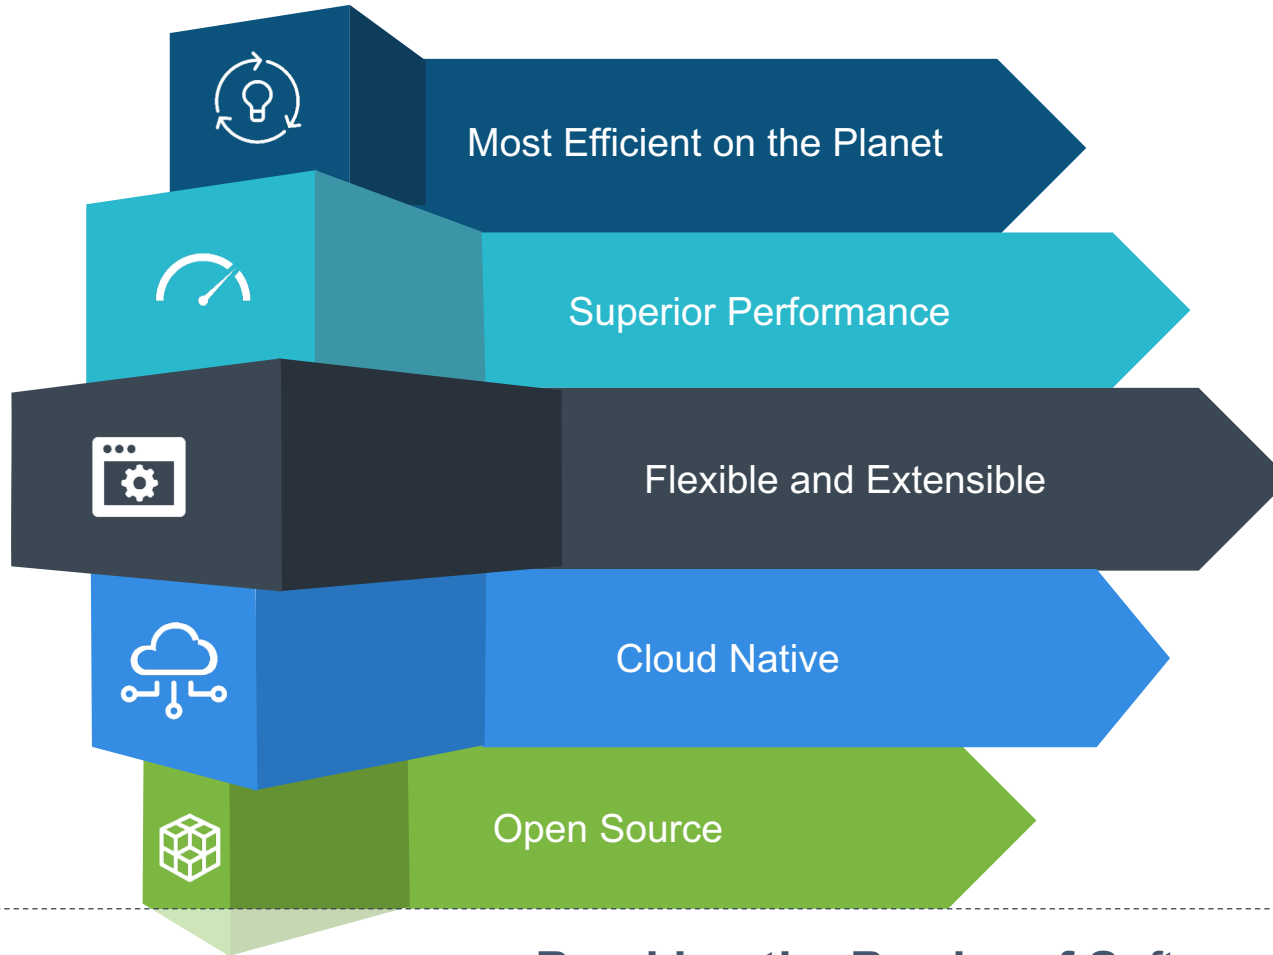 Most Efficient on the Planet
Superior Performance
Flexible and Extensible
Cloud Native
Open Source